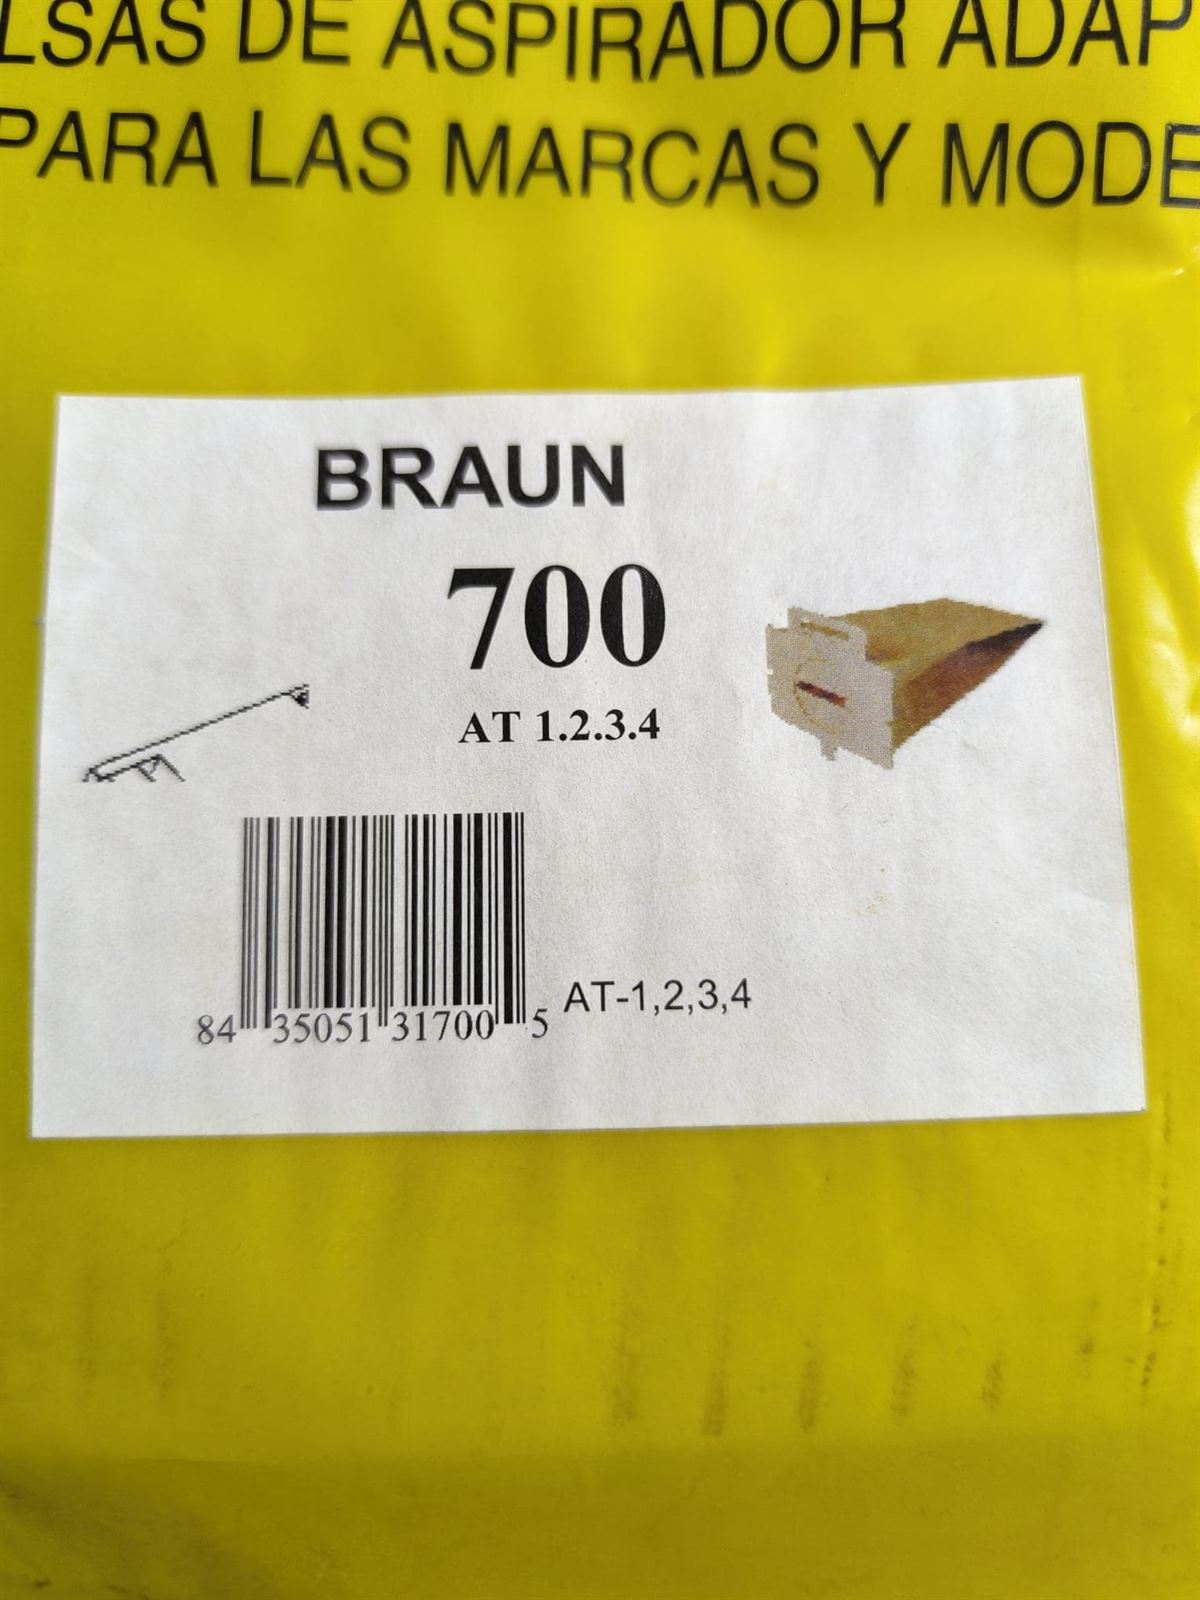 LSAS DE ASPIRADOR ADAP
PARA LAS MARCAS Y MODE
BRAUN
700
AT 1.2.3.4
84 35051 31700 5
AT-1,2,3,4